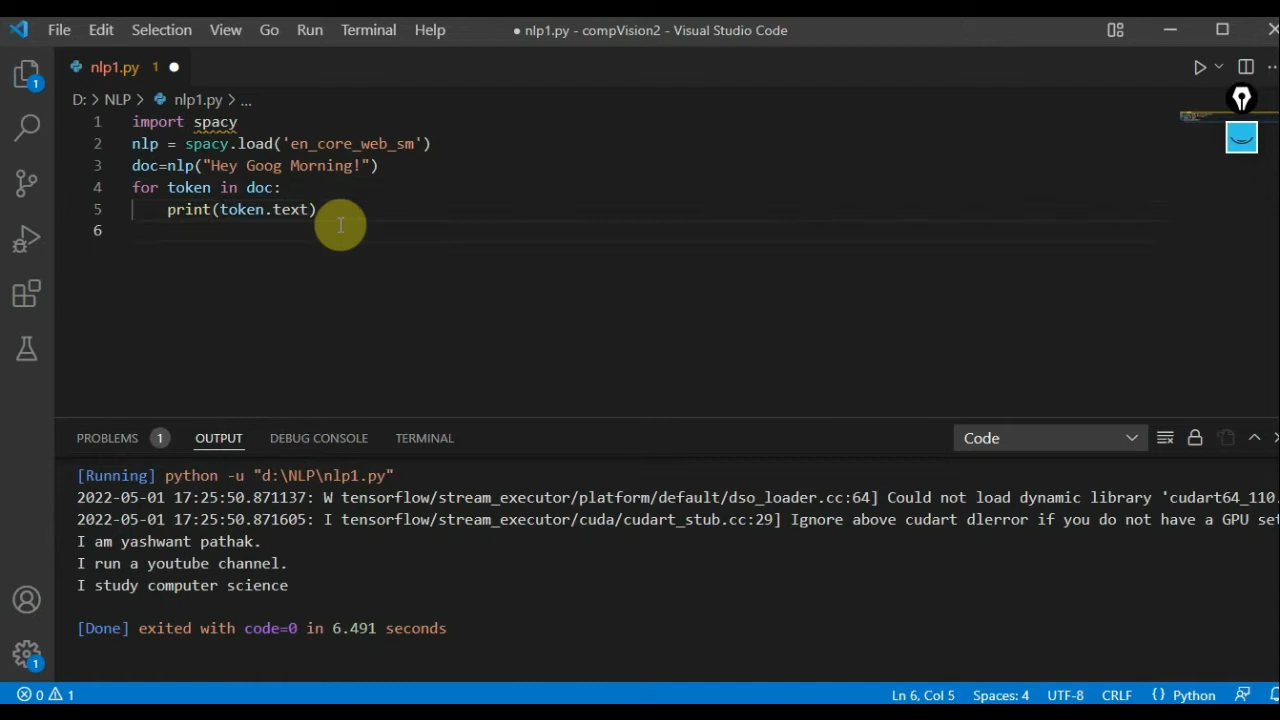 File Edit Selection View Go Run Terminal Help ● nlp1.py - compVision2 - Visual Studio Code
nlp1.py 1
D: > NLP > nlp1.py > ...
1 import spacy
2 nlp = spacy.load('en_core_web_sm')
3 doc=nlp("Hey Goog Morning!")
4 for token in doc:
5 print(token.text)
6
PROBLEMS 1 OUTPUT DEBUG CONSOLE TERMINAL Code
[Running] python -u "d:\NLP\nlp1.py"
2022-05-01 17:25:50.871137: W tensorflow/stream_executor/platform/default/dso_loader.cc:64] Could not load dynamic library 'cudart64_110.
2022-05-01 17:25:50.871605: I tensorflow/stream_executor/cuda/cudart_stub.cc:29] Ignore above cudart dlerror if you do not have a GPU set
I am yashwant pathak.
I run a youtube channel.
I study computer science
[Done] exited with code=0 in 6.491 seconds
1
1
0 1 Ln 6, Col 5 Spaces: 4 UTF-8 CRLF {} Python